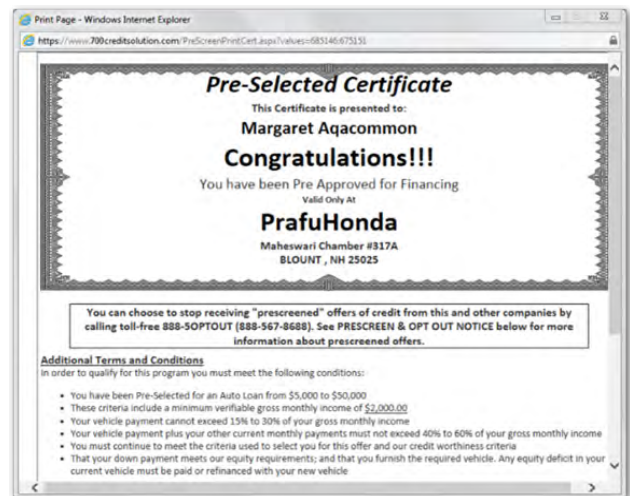 Print Page - Windows Internet Explorer
https://www.700creditsolution.com/PreScreenPrintCert.aspx?values=685146;675151
Pre-Selected Certificate
This Certificate is presented to:
Margaret Aqacommon
Congratulations!!!
You have been Pre Approved for Financing
Valid Only At
PrafuHonda
Maheswari Chamber #317A
BLOUNT , NH 25025
You can choose to stop receiving "prescreened" offers of credit from this and other companies by
calling toll-free 888-5OPTOUT (888-567-8688). See PRESCREEN & OPT OUT NOTICE below for more
information about prescreened offers.
Additional Terms and Conditions
In order to qualify for this program you must meet the following conditions:
• You have been Pre-Selected for an Auto Loan from $5,000 to $50,000
• These criteria include a minimum verifiable gross monthly income of $2,000.00
• Your vehicle payment cannot exceed 15% to 30% of your gross monthly income
• Your vehicle payment plus your other current monthly payments must not exceed 40% to 60% of your gross monthly income
• You must continue to meet the criteria used to select you for this offer and our credit worthiness criteria
• That your down payment meets our equity requirements; and that you furnish the required vehicle. Any equity deficit in your
current vehicle must be paid or refinanced with your new vehicle